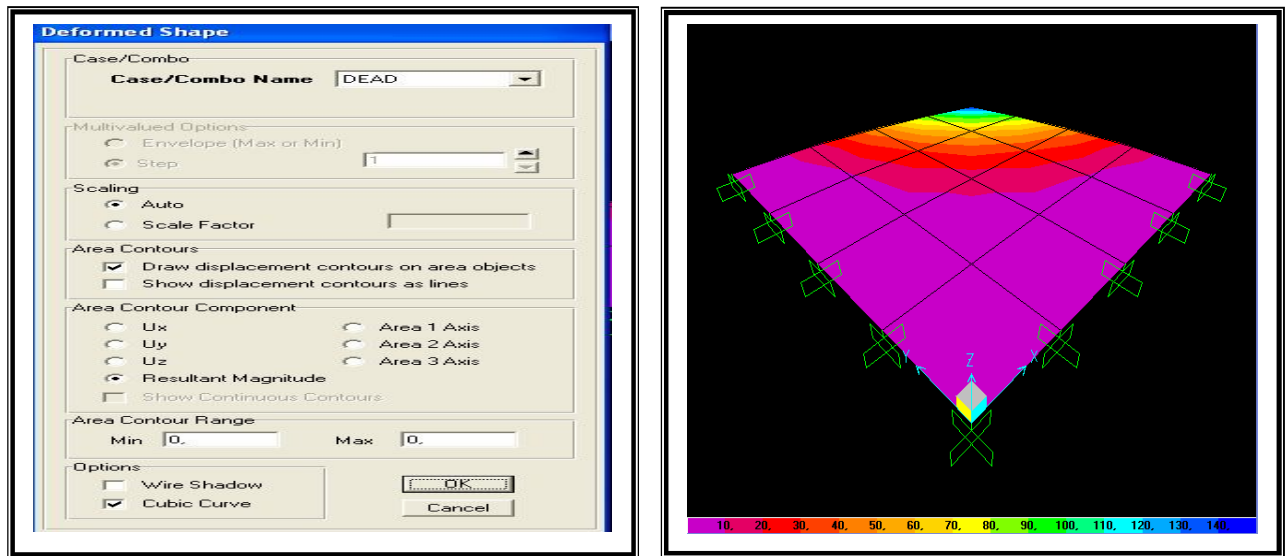 Deformed Shape
Case/Combo
Case/Combo Name DEAD
Multivalued Options
Envelope (Max or Min)
Step 1
Scaling
Auto
Scale Factor
Area Contours
Draw displacement contours on area objects
Show displacement contours as lines
Area Contour Component
Ux Area 1 Axis
Uy Area 2 Axis
Uz Area 3 Axis
Resultant Magnitude
Show Continuous Contours
Area Contour Range
Min 0, Max 0,
Options
Wire Shadow OK
Cubic Curve Cancel
Y Z X
10, 20, 30, 40, 50, 60, 70, 80, 90, 100, 110, 120, 130, 140,